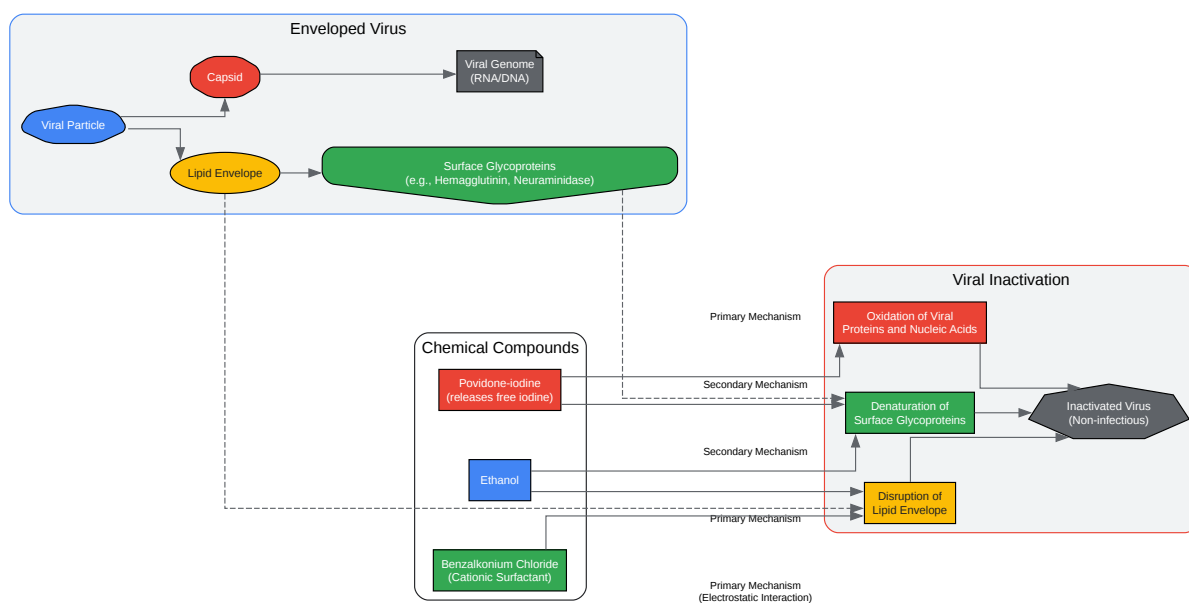 Enveloped Virus
Capsid
Viral Genome
(RNA/DNA)
Viral Particle
Lipid Envelope
Surface Glycoproteins
(e.g., Hemagglutinin, Neuraminidase)
Viral Inactivation
Primary Mechanism
Oxidation of Viral
Proteins and Nucleic Acids
Chemical Compounds
Povidone-iodine
(releases free iodine)
Secondary Mechanism
Denaturation of
Surface Glycoproteins
Inactivated Virus
(Non-infectious)
Secondary Mechanism
Ethanol
Disruption of
Lipid Envelope
Primary Mechanism
Benzalkonium Chloride
(Cationic Surfactant)
Primary Mechanism
(Electrostatic Interaction)